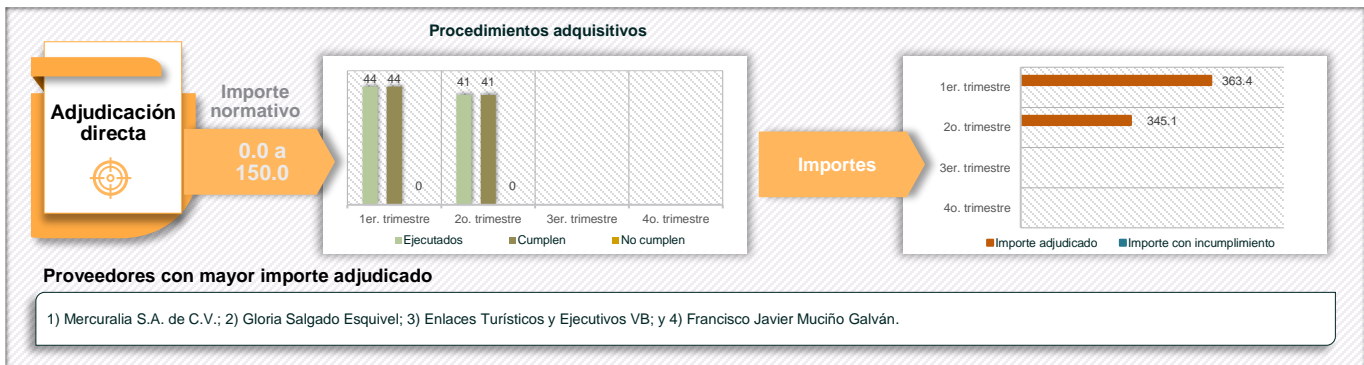 Procedimientos adquisitivos
Adjudicación
directa
Importe
normativo
0.0 a
150.0
44 44
0
41 41
0
1er. trimestre 2o. trimestre 3er. trimestre 4o. trimestre
Ejecutados Cumplen No cumplen
Importes
1er. trimestre 363.4
2o. trimestre 345.1
3er. trimestre
4o. trimestre
Importe adjudicado Importe con incumplimiento
Proveedores con mayor importe adjudicado
1) Mercuralia S.A. de C.V.; 2) Gloria Salgado Esquivel; 3) Enlaces Turísticos y Ejecutivos VB; y 4) Francisco Javier Muciño Galván.